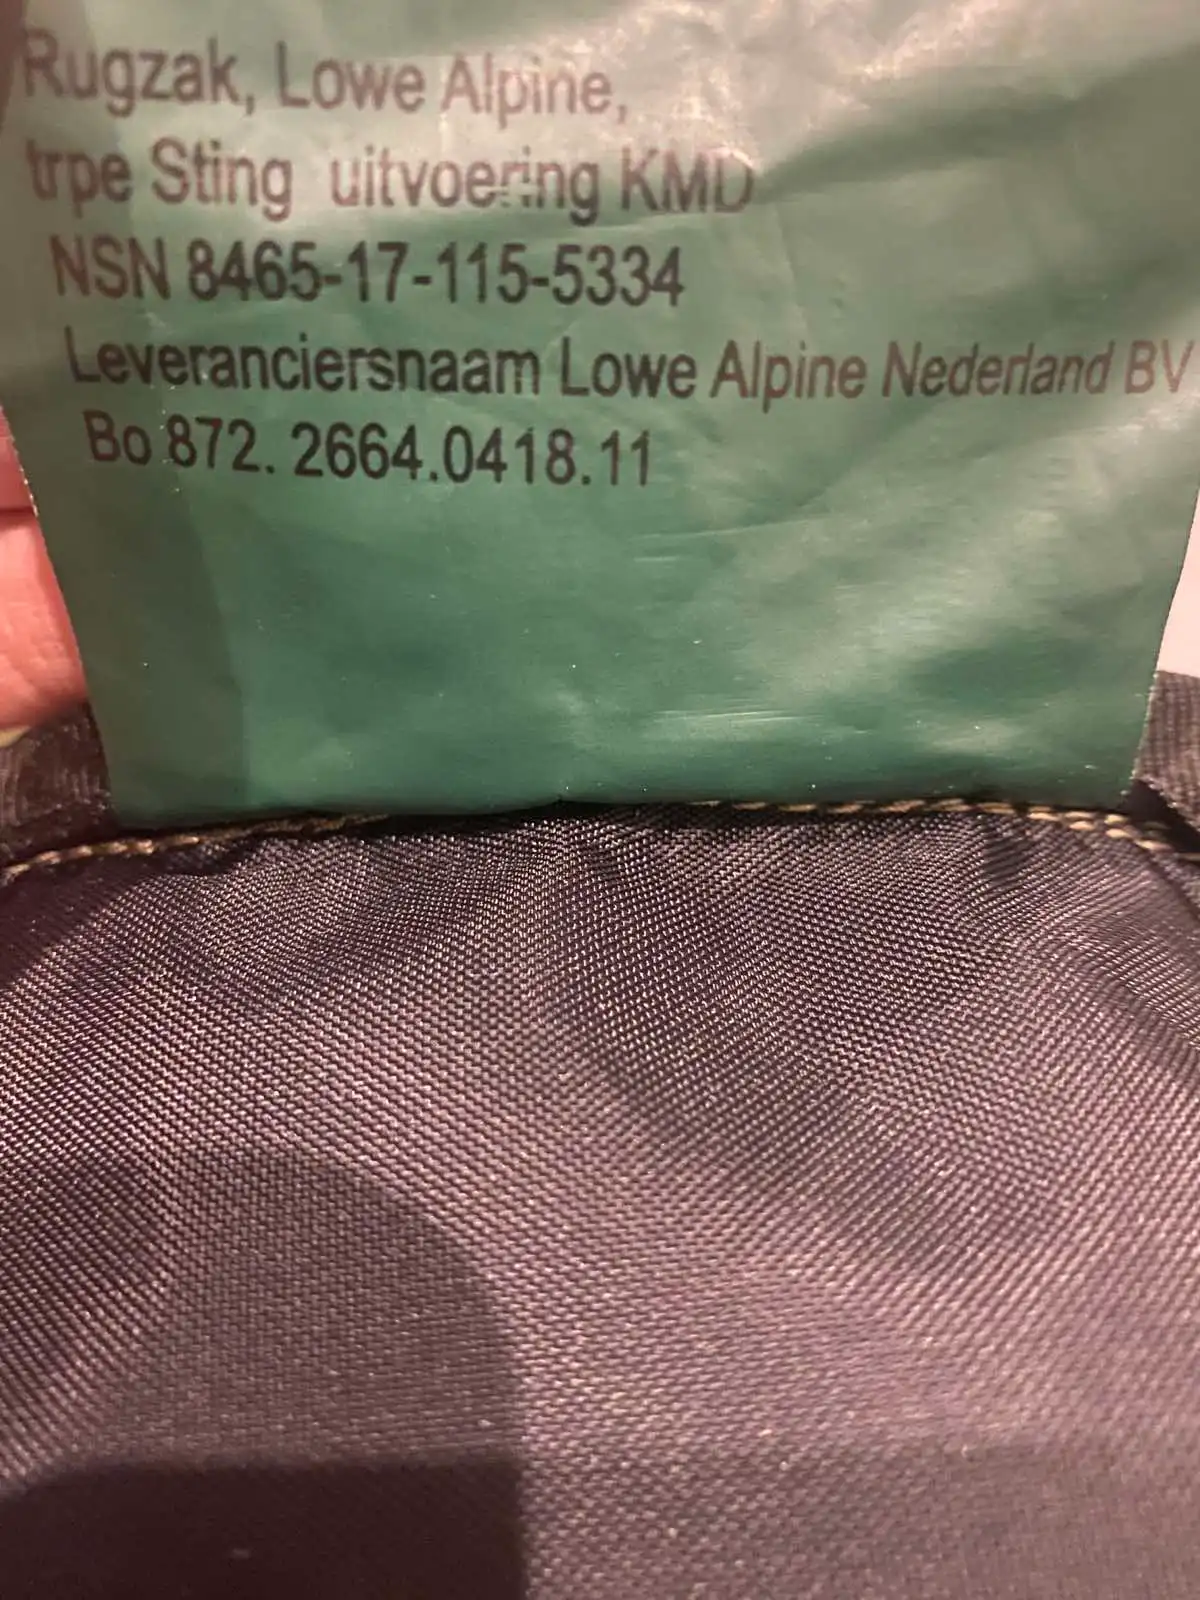 Rugzak, Lowe Alpine,
trpe Sting uitvoering KMD
NSN 8465-17-115-5334
Leveranciersnaam Lowe Alpine Nederland BV
Bo 872. 2664.0418.11